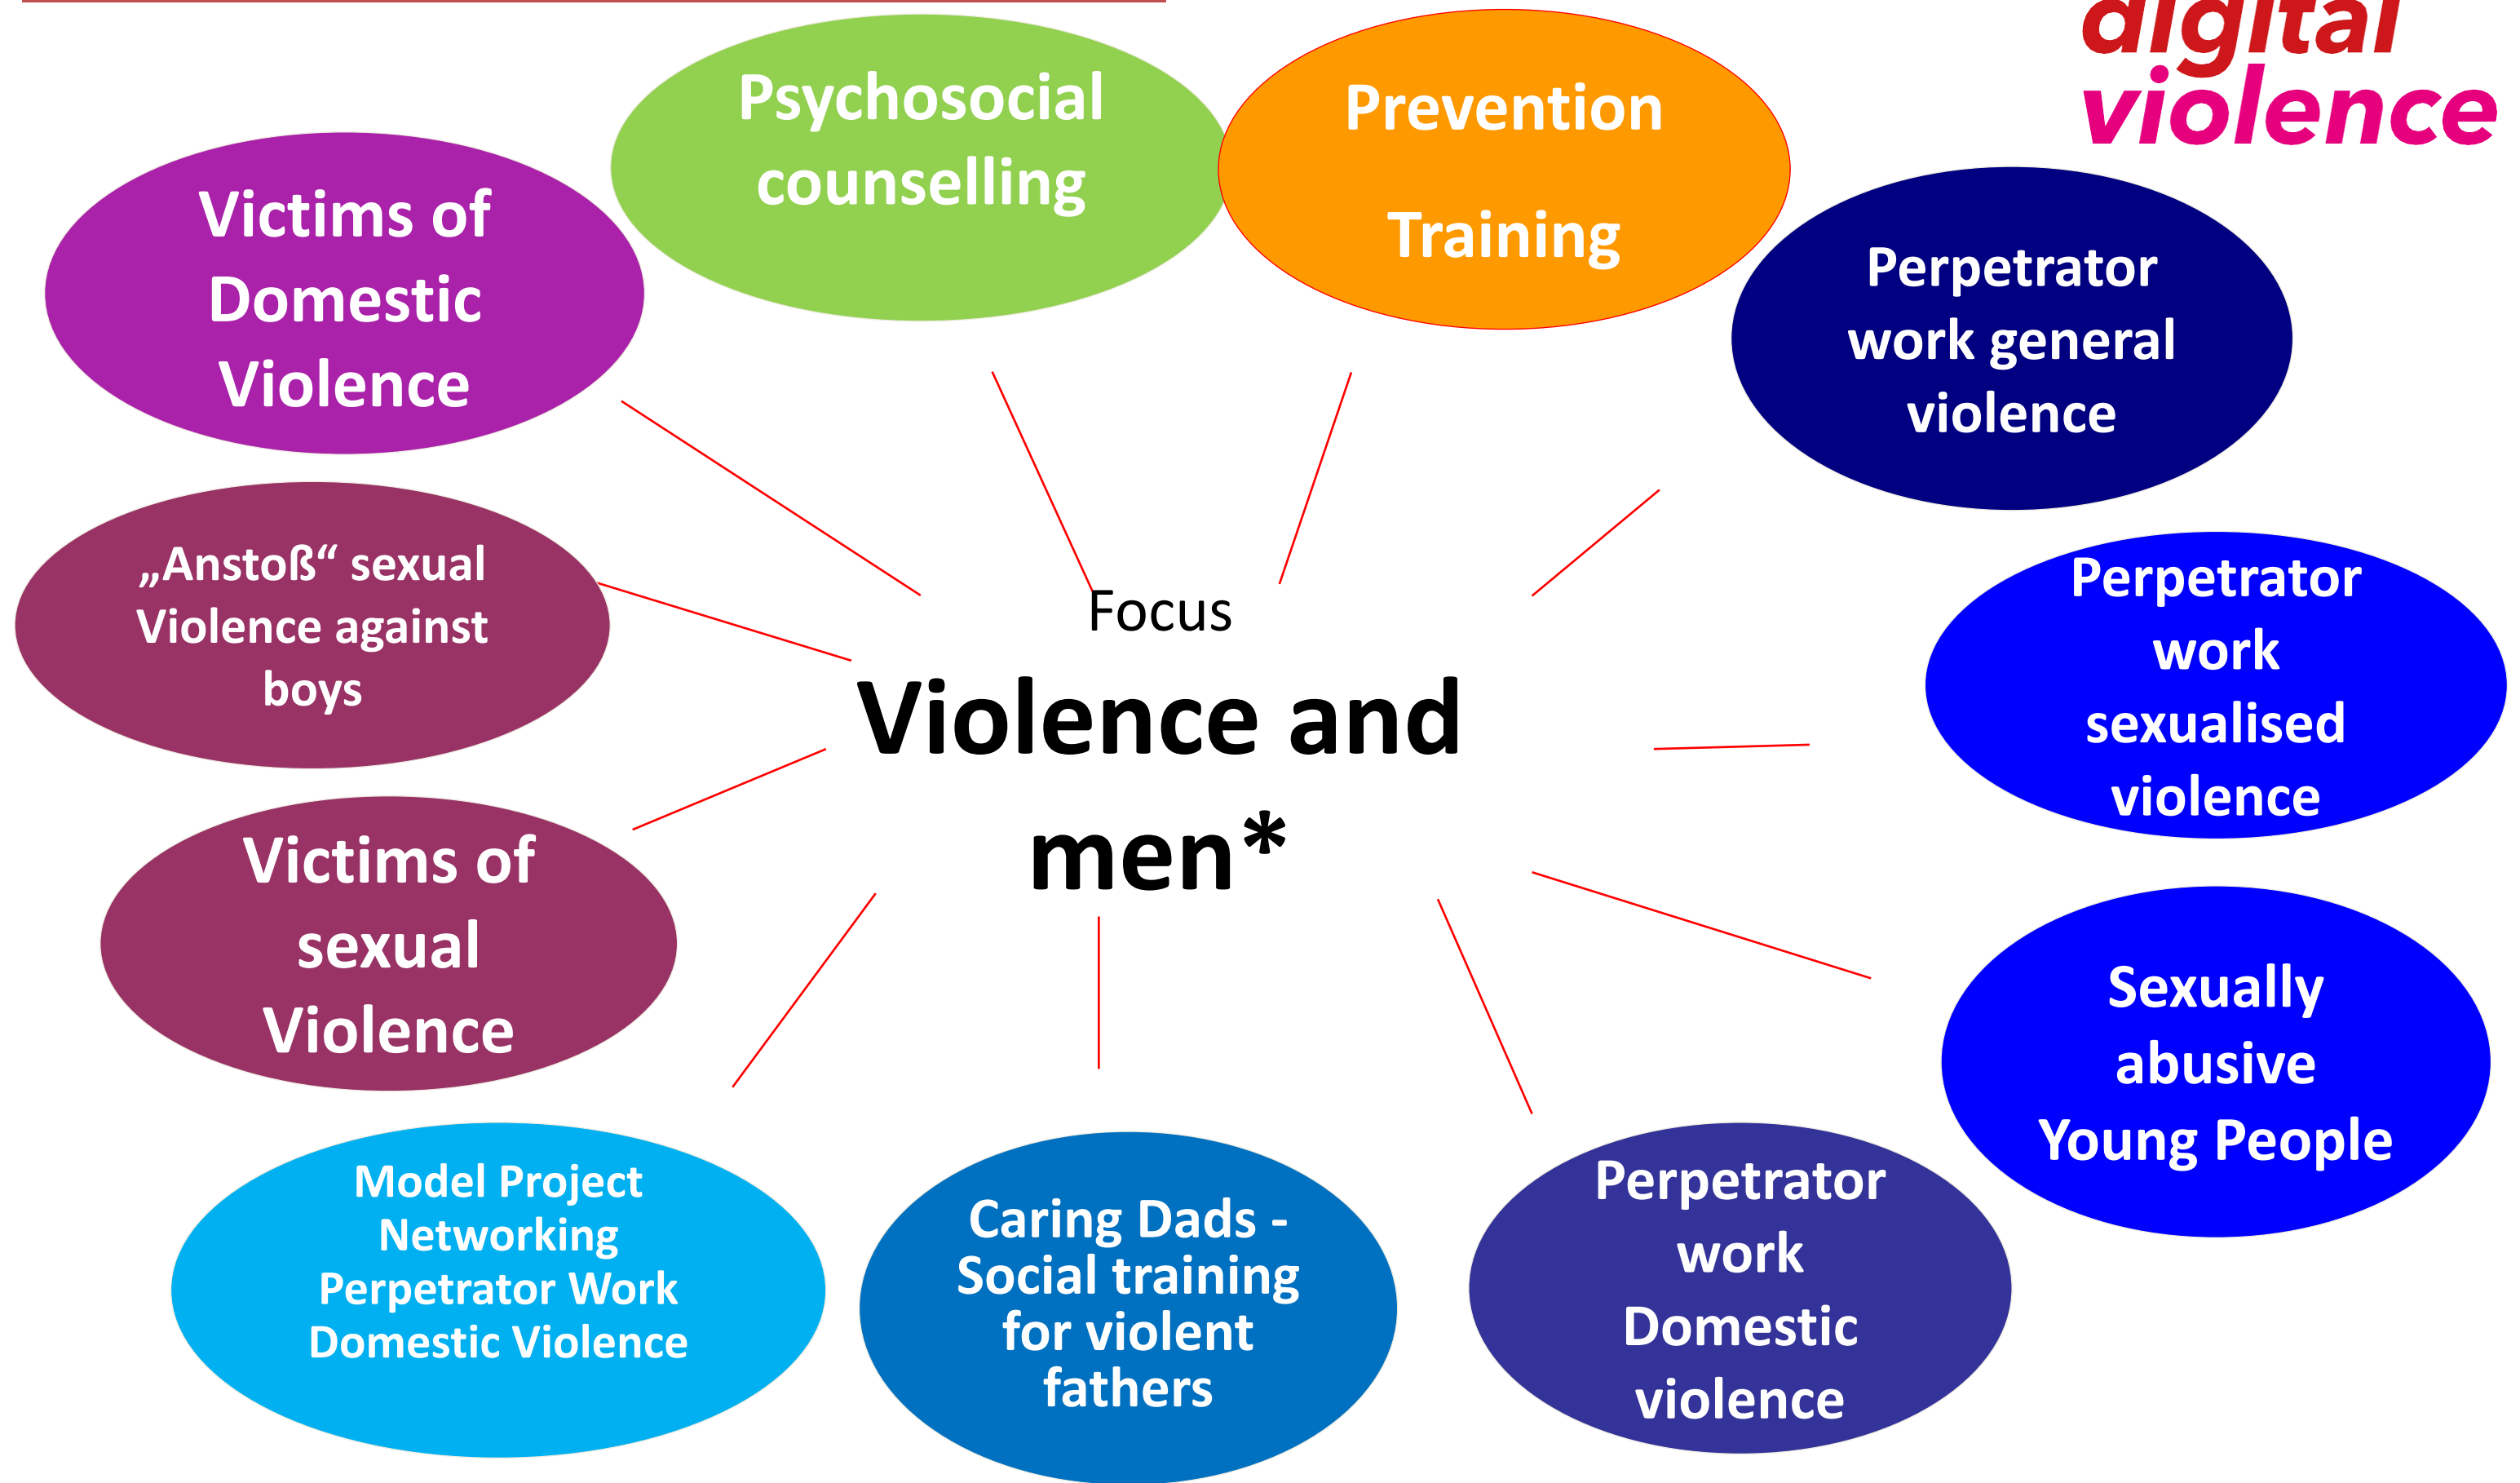 digital
violence
Psychosocial
counselling
Prevention
Training
Victims of
Domestic
Violence
Perpetrator
work general
violence
„Anstoß“ sexual
Violence against
boys
Focus
Violence and
men*
Perpetrator
work
sexualised
violence
Victims of
sexual
Violence
Sexually
abusive
Young People
Model Project
Networking
Perpetrator Work
Domestic Violence
Caring Dads -
Social training
for violent
fathers
Perpetrator
work
Domestic
violence